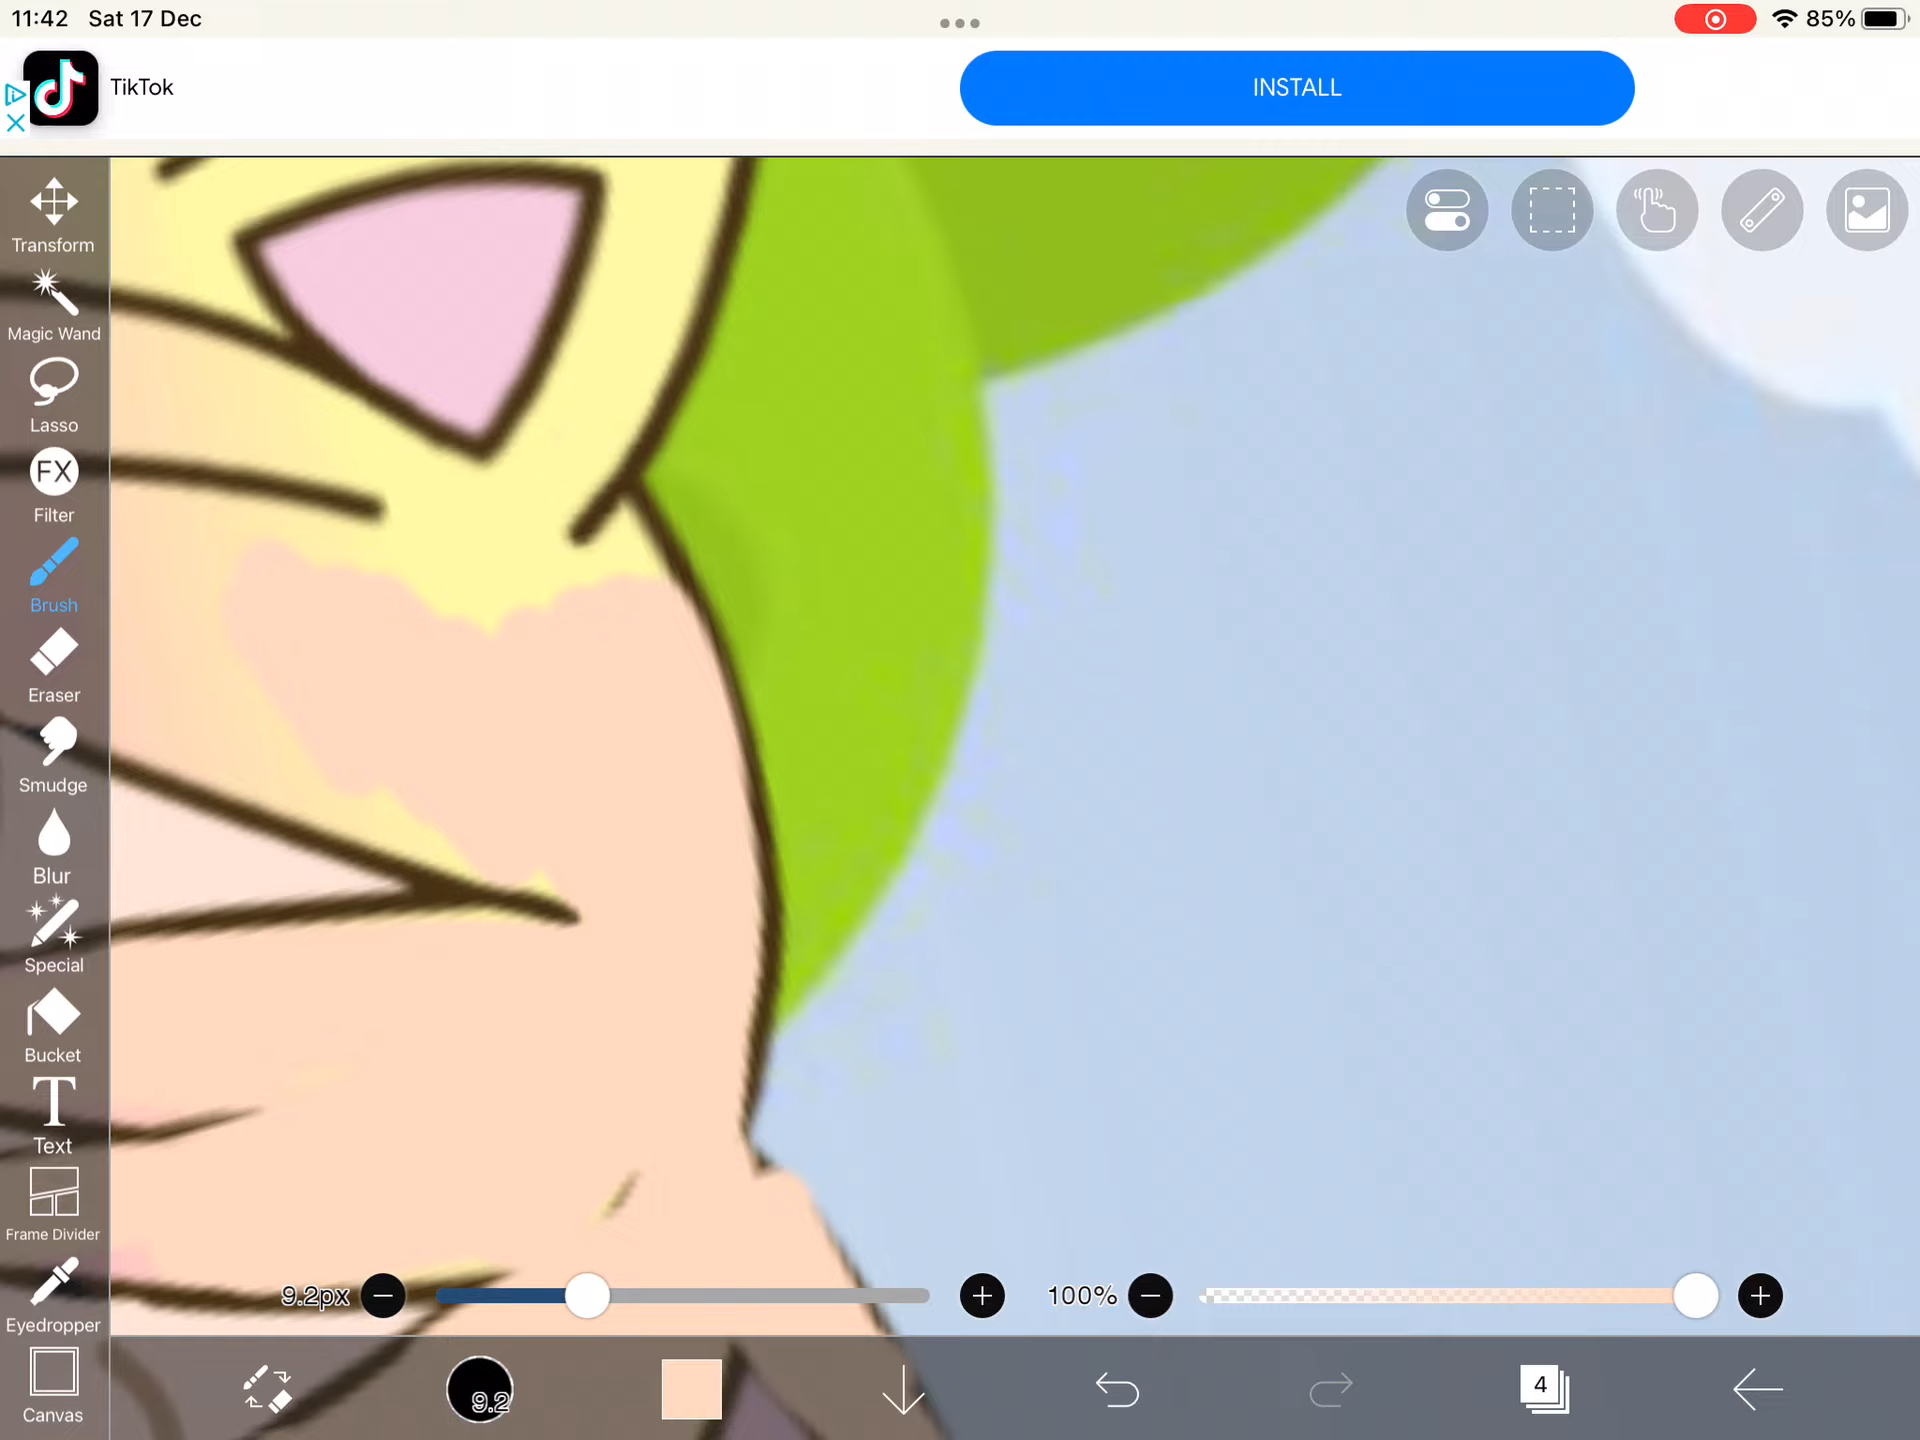 11:42 Sat 17 Dec
85%
TikTok
INSTALL
Transform
Magic Wand
Lasso
FX
Filter
Brush
Eraser
Smudge
Blur
Special
Bucket
T
Text
Frame Divider
Eyedropper
Canvas
9.2px
100%
9.2
4